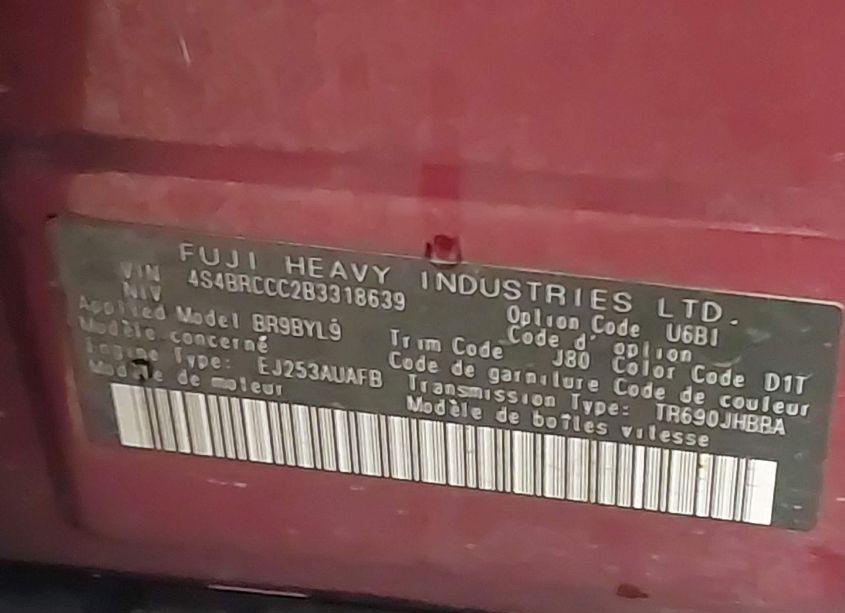 FUJI HEAVY INDUSTRIES LTD.
VIN 4S4BRCCC2B3318639 Option Code U6BI
NIV Code d' option
Applied Model BR9BYL9 Trim Code J80 Color Code D1T
Modèle concerné Code de garniture Code de couleur
Engine Type: EJ253AUAFB Transmission Type: TR690JHBBA
Modèle de moteur Modèle de boîtes vitesse